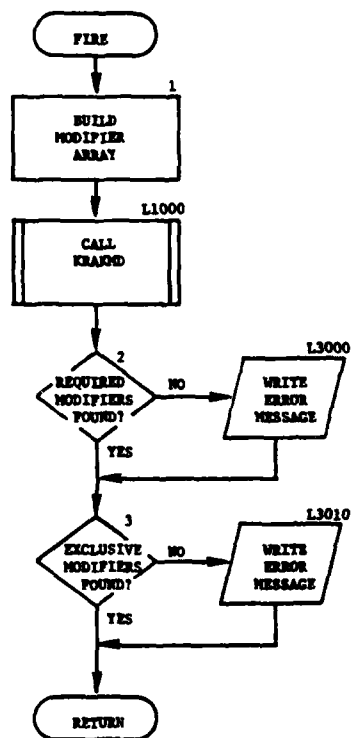 FIRE
1
BUILD
MODIFIER
ARRAY
L1000
CALL
KRAKMD
2
REQUIRED
MODIFIERS
FOUND?
NO
YES
L3000
WRITE
ERROR
MESSAGE
3
EXCLUSIVE
MODIFIERS
FOUND?
NO
YES
L3010
WRITE
ERROR
MESSAGE
RETURN